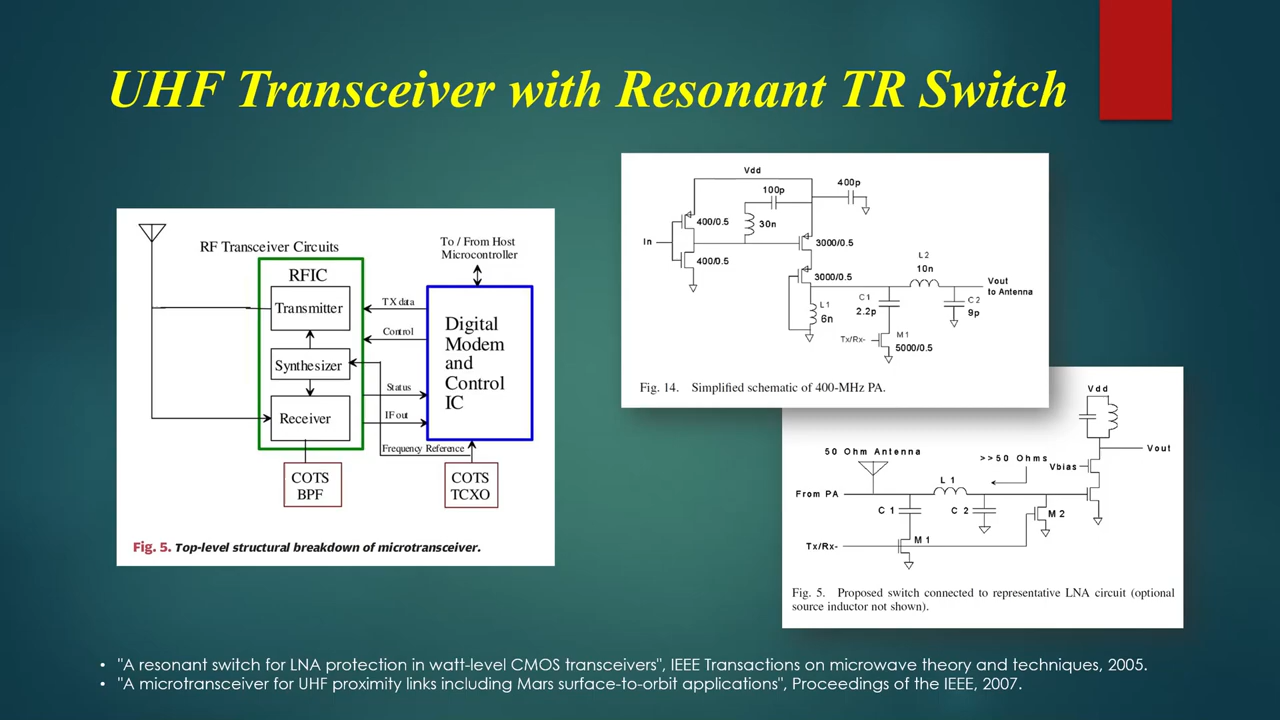 UHF Transceiver with Resonant TR Switch
RF Transceiver Circuits
To / From Host
Microcontroller
RFIC
Transmitter
Synthesizer
Receiver
TX data
Control
Status
IF out
Frequency Reference
Digital
Modem
and
Control
IC
COTS
BPF
COTS
TCXO
Fig. 5. Top-level structural breakdown of microtransceiver.
Vdd
100p
400p
400/0.5
30n
In
3000/0.5
400/0.5
3000/0.5
L2
10n
Vout
to Antenna
L1
6n
C1
2.2p
C2
9p
Tx/Rx-
M1
5000/0.5
Fig. 14. Simplified schematic of 400-MHz PA.
Vdd
Vout
50 Ohm Antenna
>>50 Ohms
Vbias
L 1
From PA
C 1
C 2
M 2
Tx/Rx-
M 1
Fig. 5. Proposed switch connected to representative LNA circuit (optional
source inductor not shown).
• "A resonant switch for LNA protection in watt-level CMOS transceivers", IEEE Transactions on microwave theory and techniques, 2005.
• "A microtransceiver for UHF proximity links including Mars surface-to-orbit applications", Proceedings of the IEEE, 2007.